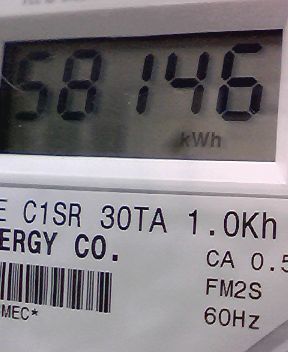 58146
kWh
E C1SR 30TA 1.0Kh
ERGY CO.
CA 0.5
FM2S
MEC*
60Hz